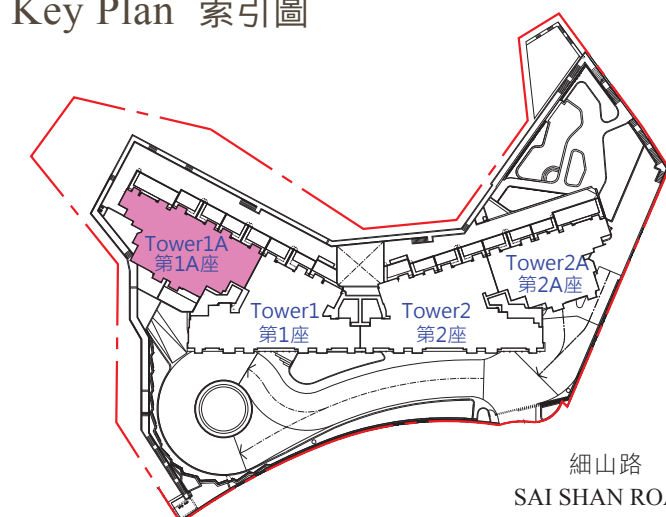 Key Plan 索引圖
Tower1A
第1A座
Tower2A
第2A座
Tower1
第1座
Tower2
第2座
細山路
SAI SHAN ROA